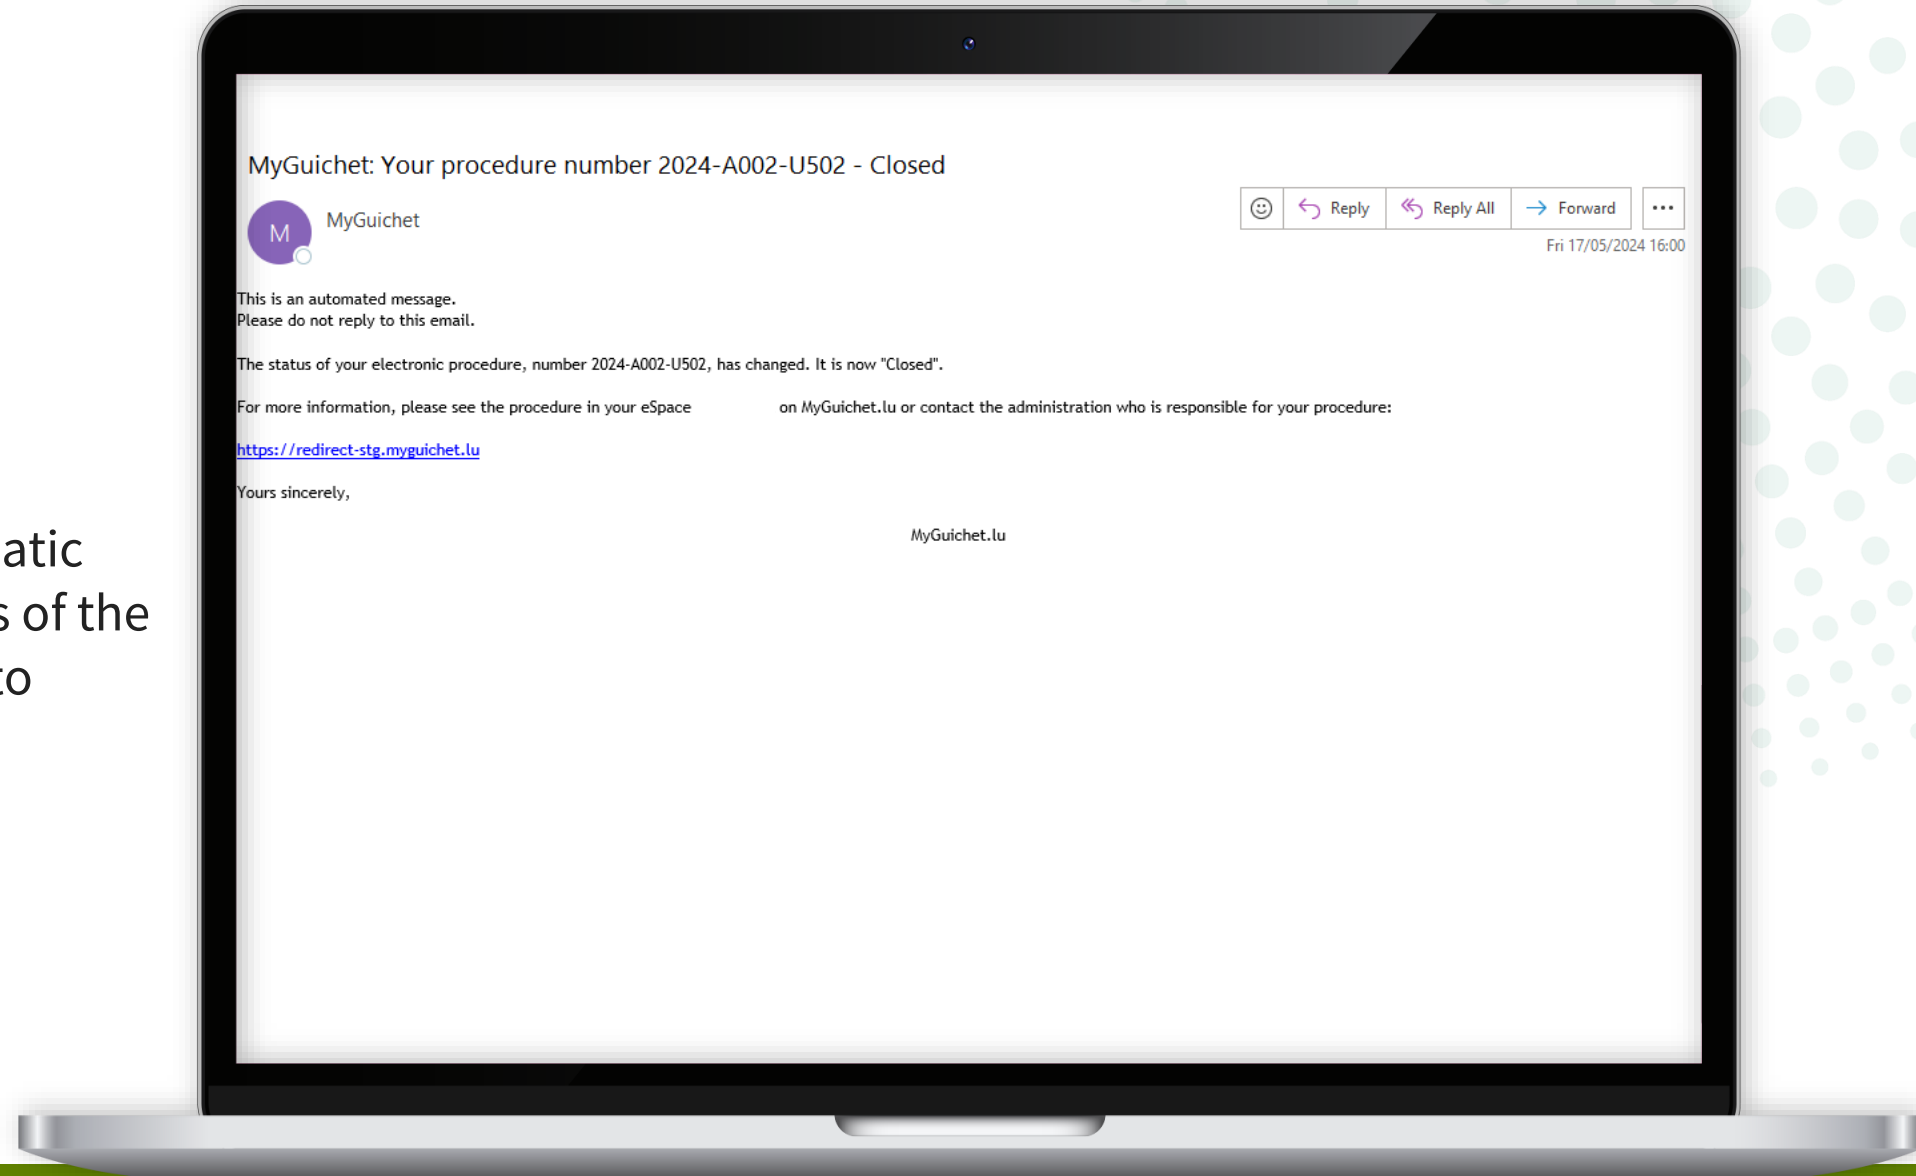 MyGuichet: Your procedure number 2024-A002-U502 - Closed
M
MyGuichet
Reply
Reply All
Forward
Fri 17/05/2024 16:00
This is an automated message.
Please do not reply to this email.
The status of your electronic procedure, number 2024-A002-U502, has changed. It is now "Closed".
For more information, please see the procedure in your eSpace on MyGuichet.lu or contact the administration who is responsible for your procedure:
https://redirect-stg.myguichet.lu
Yours sincerely,
MyGuichet.lu
atic
s of the
to